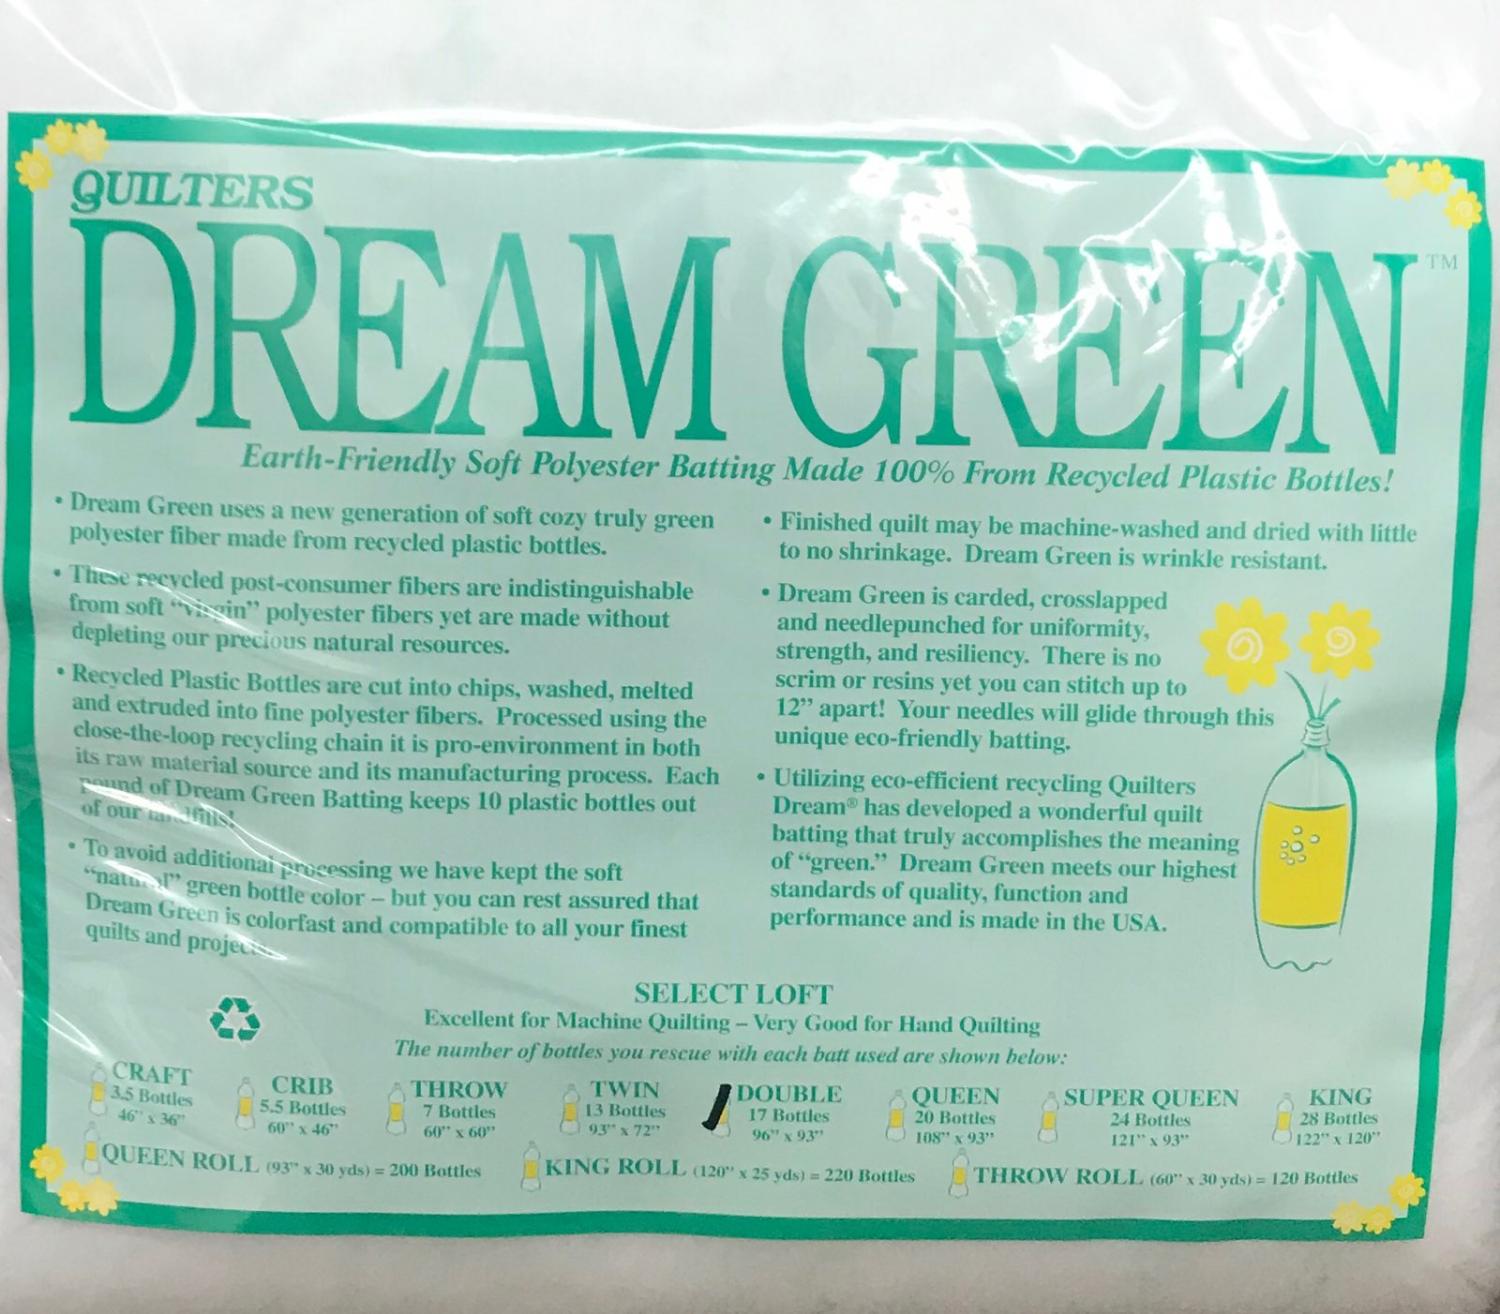 QUILTERS
DREAM GREEN™
Earth-Friendly Soft Polyester Batting Made 100% From Recycled Plastic Bottles!
• Dream Green uses a new generation of soft cozy truly green
polyester fiber made from recycled plastic bottles.
• These recycled post-consumer fibers are indistinguishable
from soft “virgin” polyester fibers yet are made without
depleting our precious natural resources.
• Recycled Plastic Bottles are cut into chips, washed, melted
and extruded into fine polyester fibers. Processed using the
close-the-loop recycling chain it is pro-environment in both
its raw material source and its manufacturing process. Each
pound of Dream Green Batting keeps 10 plastic bottles out
of our landfills!
• To avoid additional processing we have kept the soft
“natural” green bottle color – but you can rest assured that
Dream Green is colorfast and compatible to all your finest
quilts and
• Finished quilt may be machine-washed and dried with little
to no shrinkage. Dream Green is wrinkle resistant.
• Dream Green is carded, crosslapped
and needlepunched for uniformity,
strength, and resiliency. There is no
scrim or resins yet you can stitch up to
12” apart! Your needles will glide through this
unique eco-friendly batting.
• Utilizing eco-efficient recycling Quilters
Dream® has developed a wonderful quilt
batting that truly accomplishes the meaning
of “green.” Dream Green meets our highest
standards of quality, function and
performance and is made in the USA.
SELECT LOFT
Excellent for Machine Quilting – Very Good for Hand Quilting
The number of bottles you rescue with each batt used are shown below:
CRAFT
3.5 Bottles
46” x 36”
CRIB
5.5 Bottles
60” x 46”
THROW
7 Bottles
60” x 60”
TWIN
13 Bottles
93” x 72”
DOUBLE
17 Bottles
96” x 93”
QUEEN
20 Bottles
108” x 93”
SUPER QUEEN
24 Bottles
121” x 93”
KING
28 Bottles
122” x 120”
QUEEN ROLL (93” x 30 yds) = 200 Bottles
KING ROLL (120” x 25 yds) = 220 Bottles
THROW ROLL (60” x 30 yds) = 120 Bottles